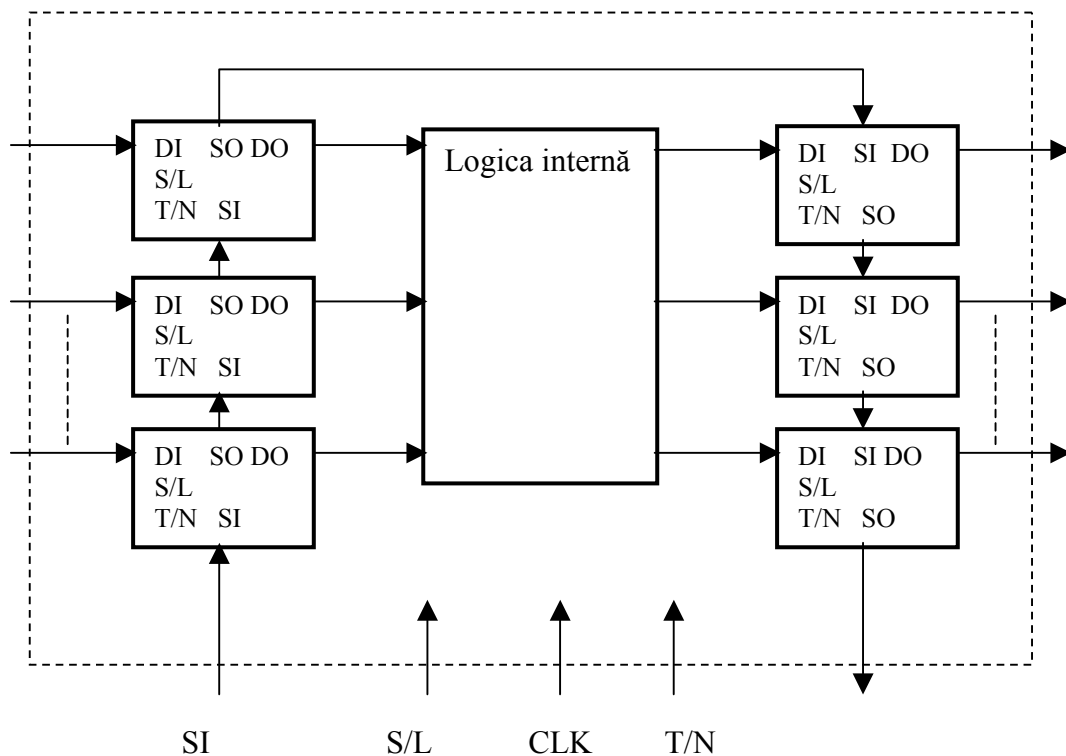 DI SO DO
S/L
T/N SI
Logica internă
DI SI DO
S/L
T/N SO
DI SO DO
S/L
T/N SI
DI SI DO
S/L
T/N SO
DI SO DO
S/L
T/N SI
DI SI DO
S/L
T/N SO
SI S/L CLK T/N